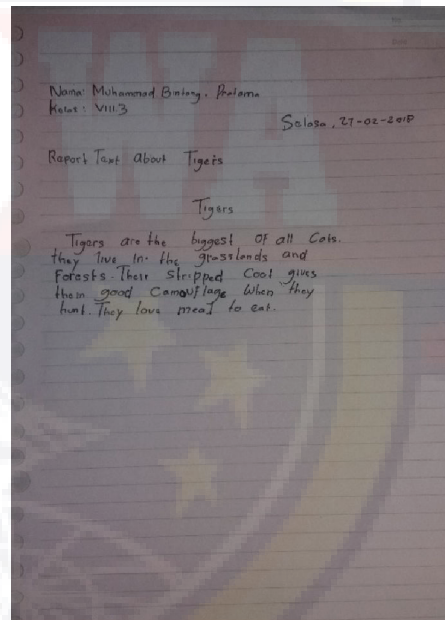 Nama: Muhammad Bintang. Pratama
Kelas: VIII.3
Selasa, 27-02-2018
Report Text about Tigers
Tigers
Tigers are the biggest of all Cats.
they live in the grasslands and
Forests. Their stripped Coat gives
them good Camouflage When they
hunt. They love meat to eat.